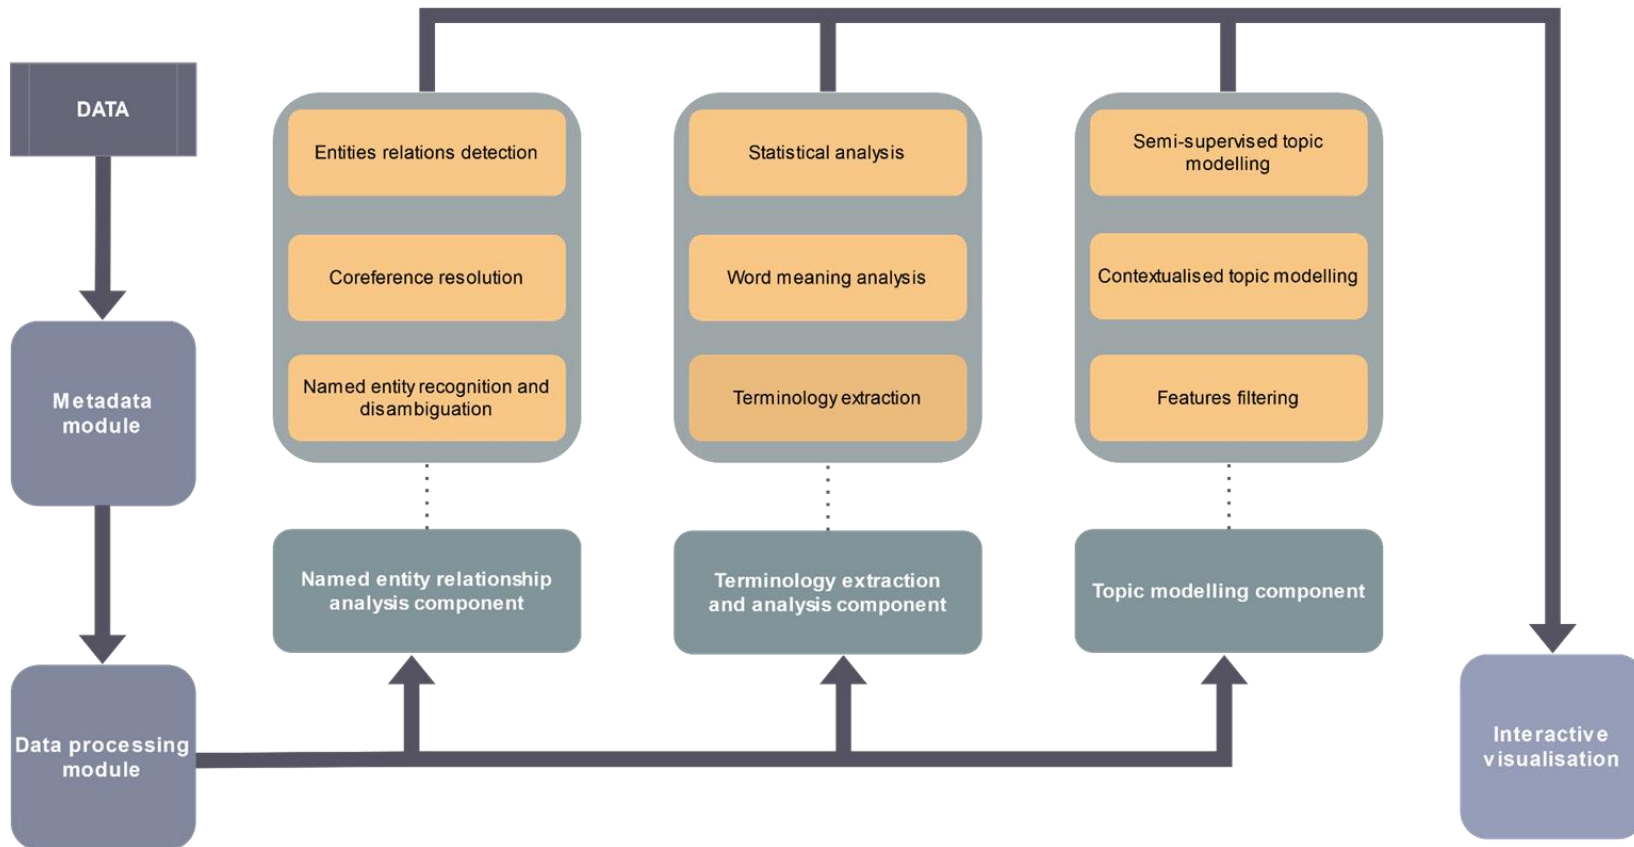 DATA
Entities relations detection
Statistical analysis
Semi-supervised topic
modelling
Coreference resolution
Word meaning analysis
Contextualised topic modelling
Metadata
module
Named entity recognition and
disambiguation
Terminology extraction
Features filtering
Named entity relationship
analysis component
Terminology extraction
and analysis component
Topic modelling component
Data processing
module
Interactive
visualisation